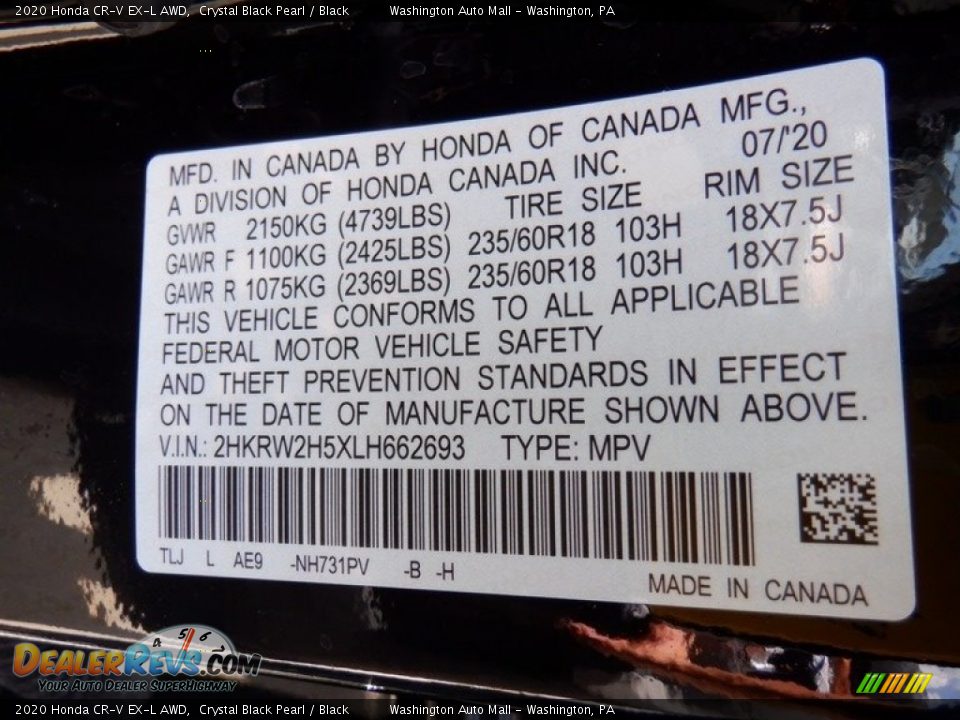 2020 Honda CR-V EX-L AWD, Crystal Black Pearl / Black Washington Auto Mall - Washington, PA
MFD. IN CANADA BY HONDA OF CANADA MFG.,
A DIVISION OF HONDA CANADA INC. 07/'20
GVWR 2150KG (4739LBS) TIRE SIZE RIM SIZE
GAWR F 1100KG (2425LBS) 235/60R18 103H 18X7.5J
GAWR R 1075KG (2369LBS) 235/60R18 103H 18X7.5J
THIS VEHICLE CONFORMS TO ALL APPLICABLE
FEDERAL MOTOR VEHICLE SAFETY
AND THEFT PREVENTION STANDARDS IN EFFECT
ON THE DATE OF MANUFACTURE SHOWN ABOVE.
V.I.N.: 2HKRW2H5XLH662693 TYPE: MPV
TLJ L AE9 -NH731PV -B -H
MADE IN CANADA
4 5 6
DEALERREVS.COM
YOUR AUTO DEALER SUPERHIGHWAY
2020 Honda CR-V EX-L AWD, Crystal Black Pearl / Black Washington Auto Mall - Washington, PA